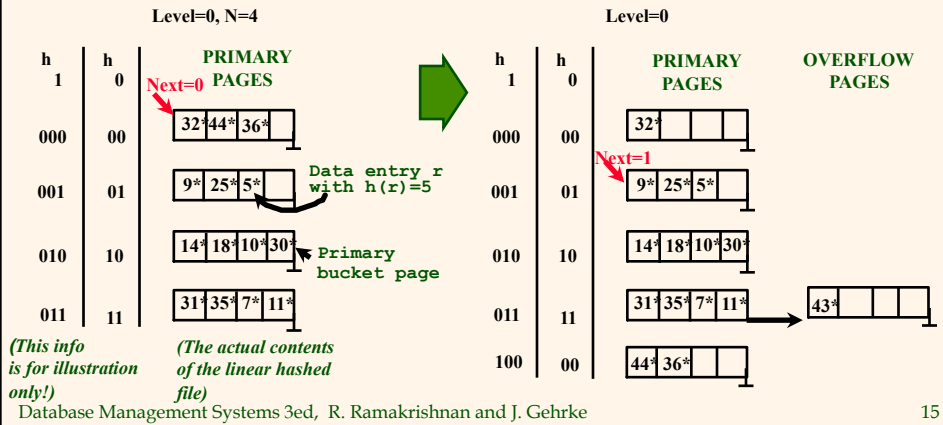 Level=0, N=4
h h
1 0
PRIMARY
PAGES
Next=0
000 00 32* 44* 36*
001 01 9* 25* 5*
Data entry r
with h(r)=5
010 10 14* 18* 10* 30*
Primary
bucket page
011 11 31* 35* 7* 11*
(This info
is for illustration
only!)
(The actual contents
of the linear hashed
file)
Level=0
h h
1 0
PRIMARY
PAGES
OVERFLOW
PAGES
000 00 32*
Next=1
001 01 9* 25* 5*
010 10 14* 18* 10* 30*
011 11 31* 35* 7* 11* 43*
100 00 44* 36*
Database Management Systems 3ed, R. Ramakrishnan and J. Gehrke 15